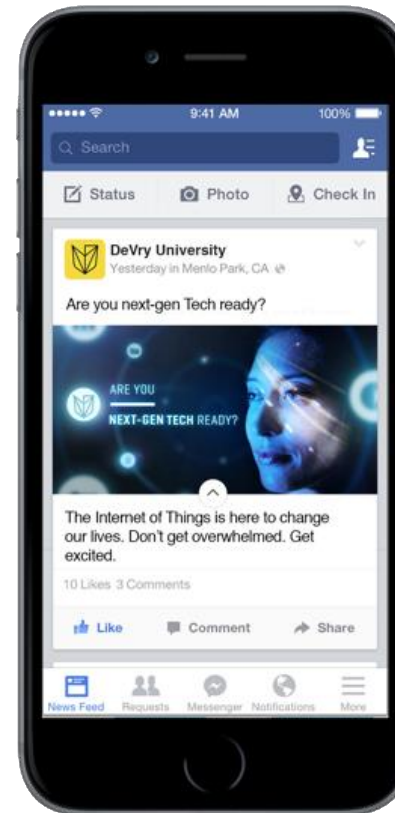 9:41 AM
100%
Search
Status
Photo
Check In
DeVry University
Yesterday in Menlo Park, CA
Are you next-gen Tech ready?
ARE YOU
NEXT-GEN TECH READY?
The Internet of Things is here to change
our lives. Don't get overwhelmed. Get
excited.
10 Likes 3 Comments
Like
Comment
Share
News Feed
Requests
Messenger
Notifications
More